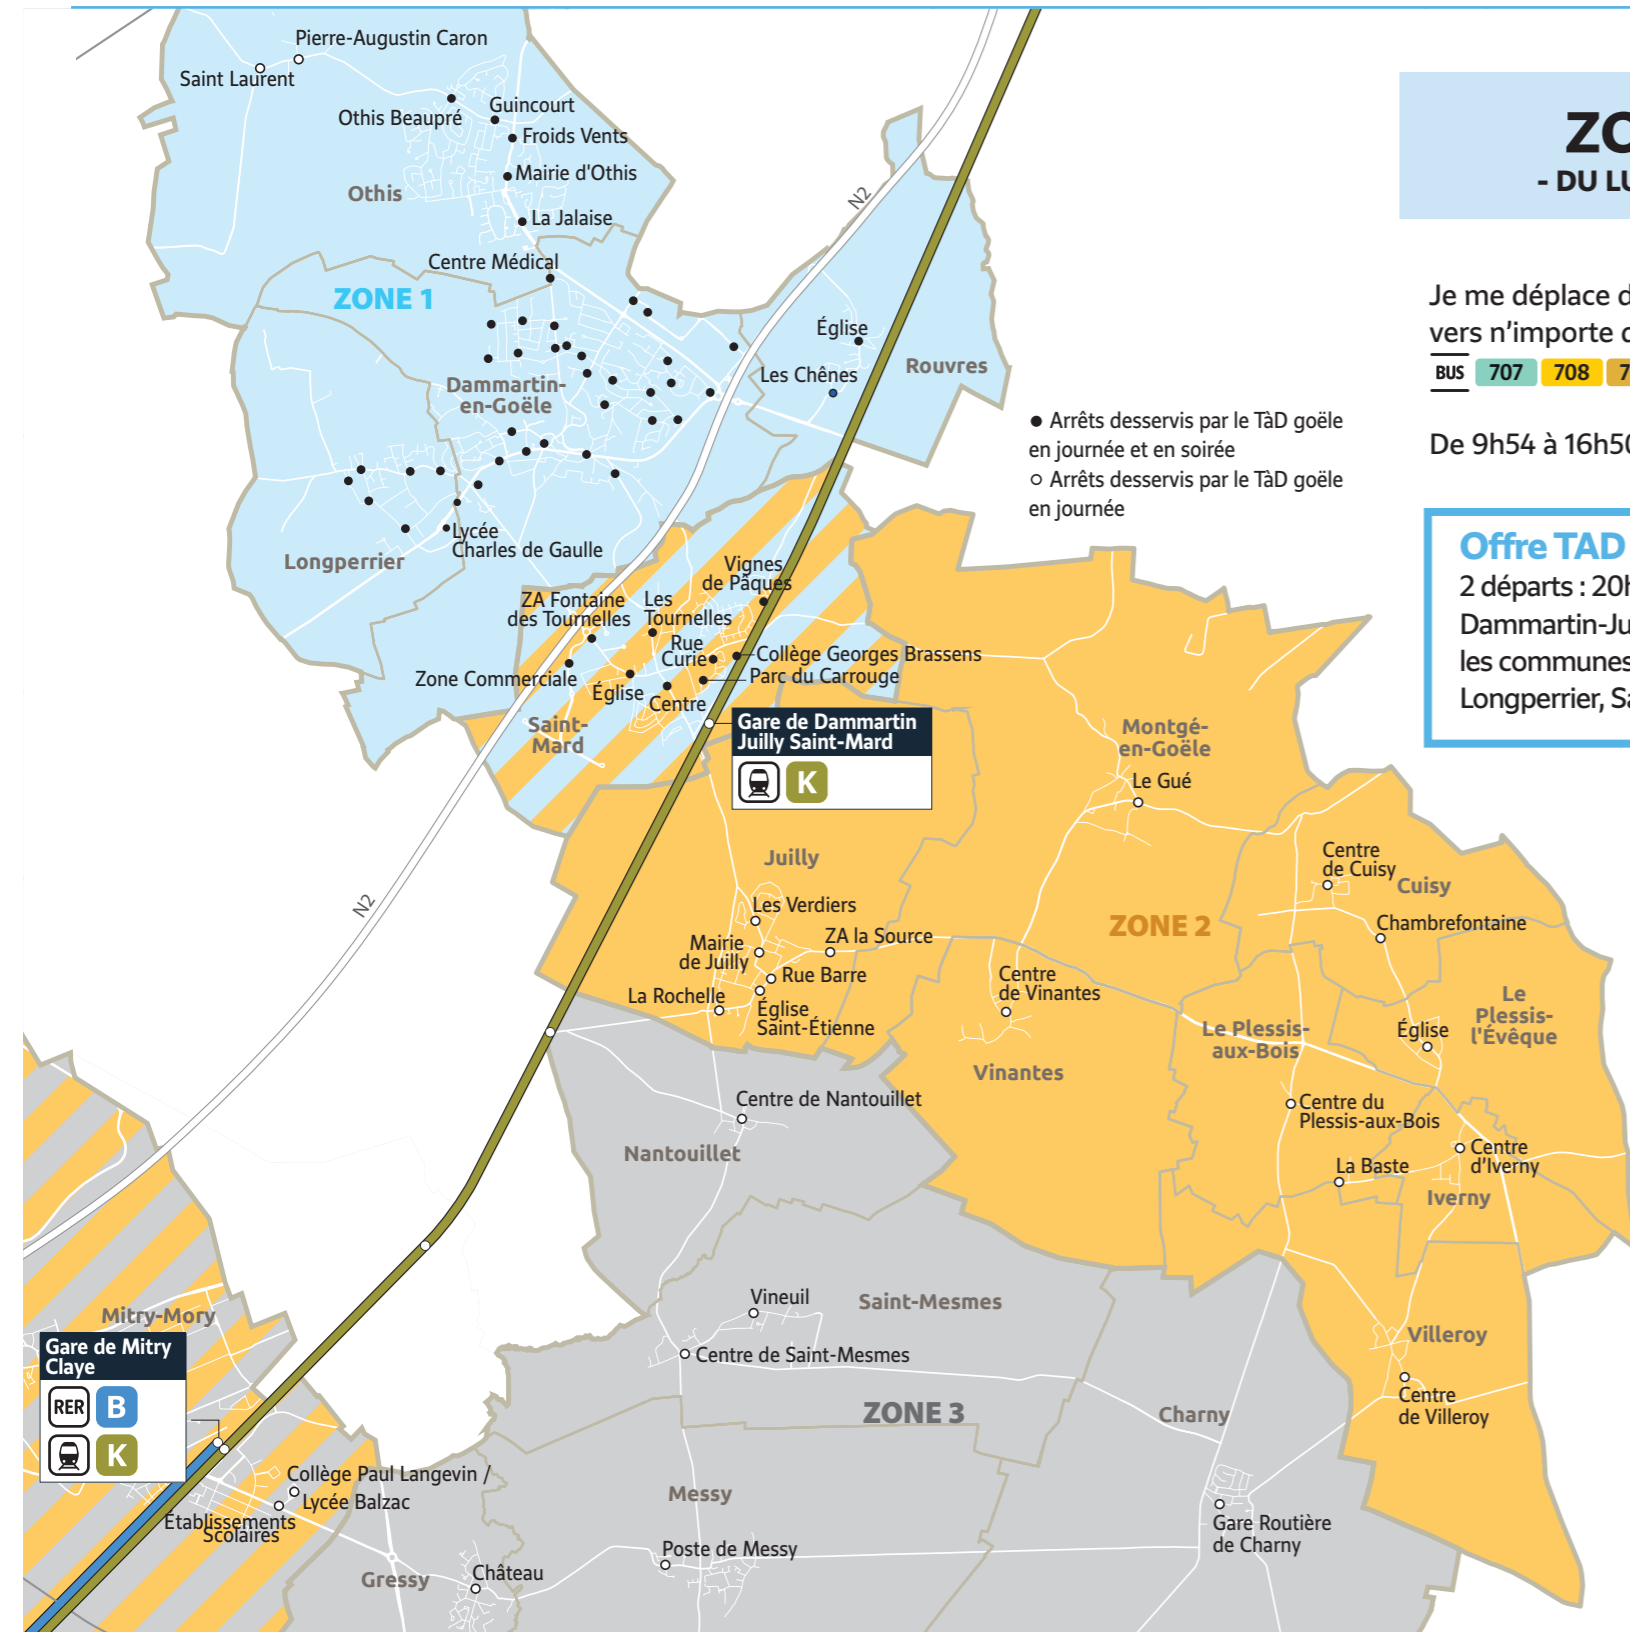 Pierre-Augustin Caron
Saint Laurent
Othis Beaupré
Guincourt
Froids Vents
Mairie d'Othis
Othis
La Jalaise
Centre Médical
ZONE 1
N2
Église
Les Chênes
Rouvres
Dammartin-
en-Goële
Lycée
Charles de Gaulle
Longperrier
● Arrêts desservis par le TàD goële
en journée et en soirée
○ Arrêts desservis par le TàD goële
en journée
- DU LU
Je me déplace d
vers n'importe
BUS 707 708 7
De 9h54 à 16h50
Offre TAD
2 départs : 20h
Dammartin-Ju
les communes
Longperrier, Sa
Vignes
de Pâques
ZA Fontaine
des Tournelles
Les
Tournelles
Rue
Curie
Collège Georges Brassens
Parc du Carrouge
Zone Commerciale
Église
Centre
Saint-
Mard
Gare de Dammartin
Juilly Saint-Mard
K
Montgé-
en-Goële
Le Gué
Juilly
Les Verdiers
Mairie
de Juilly
ZA la Source
Rue Barre
La Rochelle
Église
Saint-Étienne
ZONE 2
Centre
de Cuisy
Cuisy
Chambrefontaine
Centre
de Vinantes
Vinantes
Le Plessis-
aux-Bois
Église
Le
Plessis-
l'Évêque
Centre du
Plessis-aux-Bois
La Baste
Centre
d'Iverny
Iverny
N2
Centre de Nantouillet
Nantouillet
Vineuil
Saint-Mesmes
Centre de Saint-Mesmes
ZONE 3
Charny
Villeroy
Centre
de Villeroy
Mitry-Mory
Gare de Mitry
Claye
RER B
K
Collège Paul Langevin /
Lycée Balzac
Établissements
Scolaires
Messy
Poste de Messy
Gare Routière
de Charny
Gressy
Château